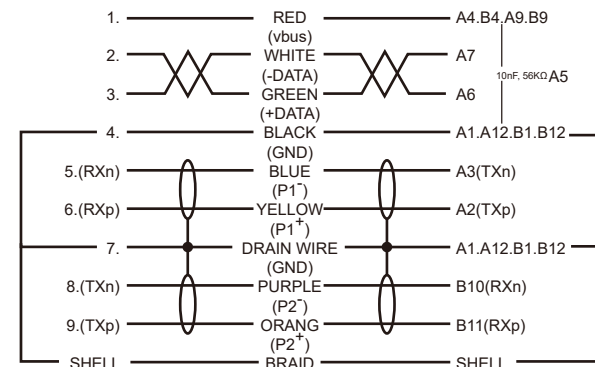 1. RED A4.B4.A9.B9
(vbus)
2. WHITE A7
(-DATA)
10nF, 56KΩ A5
3. GREEN A6
(+DATA)
4. BLACK A1.A12.B1.B12
(GND)
5.(RXn) BLUE A3(TXn)
(P1-)
6.(RXp) YELLOW A2(TXp)
(P1+)
7. DRAIN WIRE A1.A12.B1.B12
(GND)
8.(TXn) PURPLE B10(RXn)
(P2-)
9.(TXp) ORANG B11(RXp)
(P2+)
SHELL BRAID SHELL